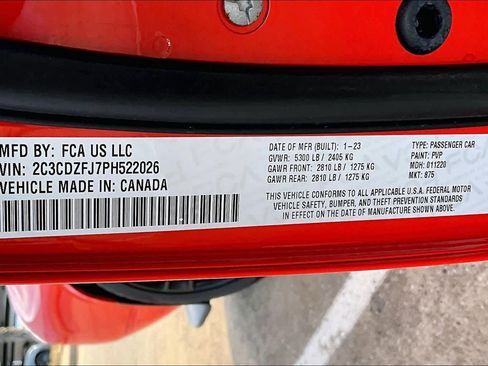 MFD BY: FCA US LLC
VIN: 2C3CDZFJ7PH522026
VEHICLE MADE IN: CANADA
DATE OF MFR (BUILT): 1-23
GVWR: 5300 LB / 2405 KG
GAWR FRONT: 2810 LB / 1275 KG
GAWR REAR: 2810 LB / 1275 KG
TYPE: PASSENGER CAR
PAINT: PVP
MDH: 011220
MKT: 875
THIS VEHICLE CONFORMS TO ALL APPLICABLE U.S. FEDERAL MOTOR
VEHICLE SAFETY, BUMPER, AND THEFT PREVENTION STANDARDS
IN EFFECT ON THE DATE OF MANUFACTURE SHOWN ABOVE.